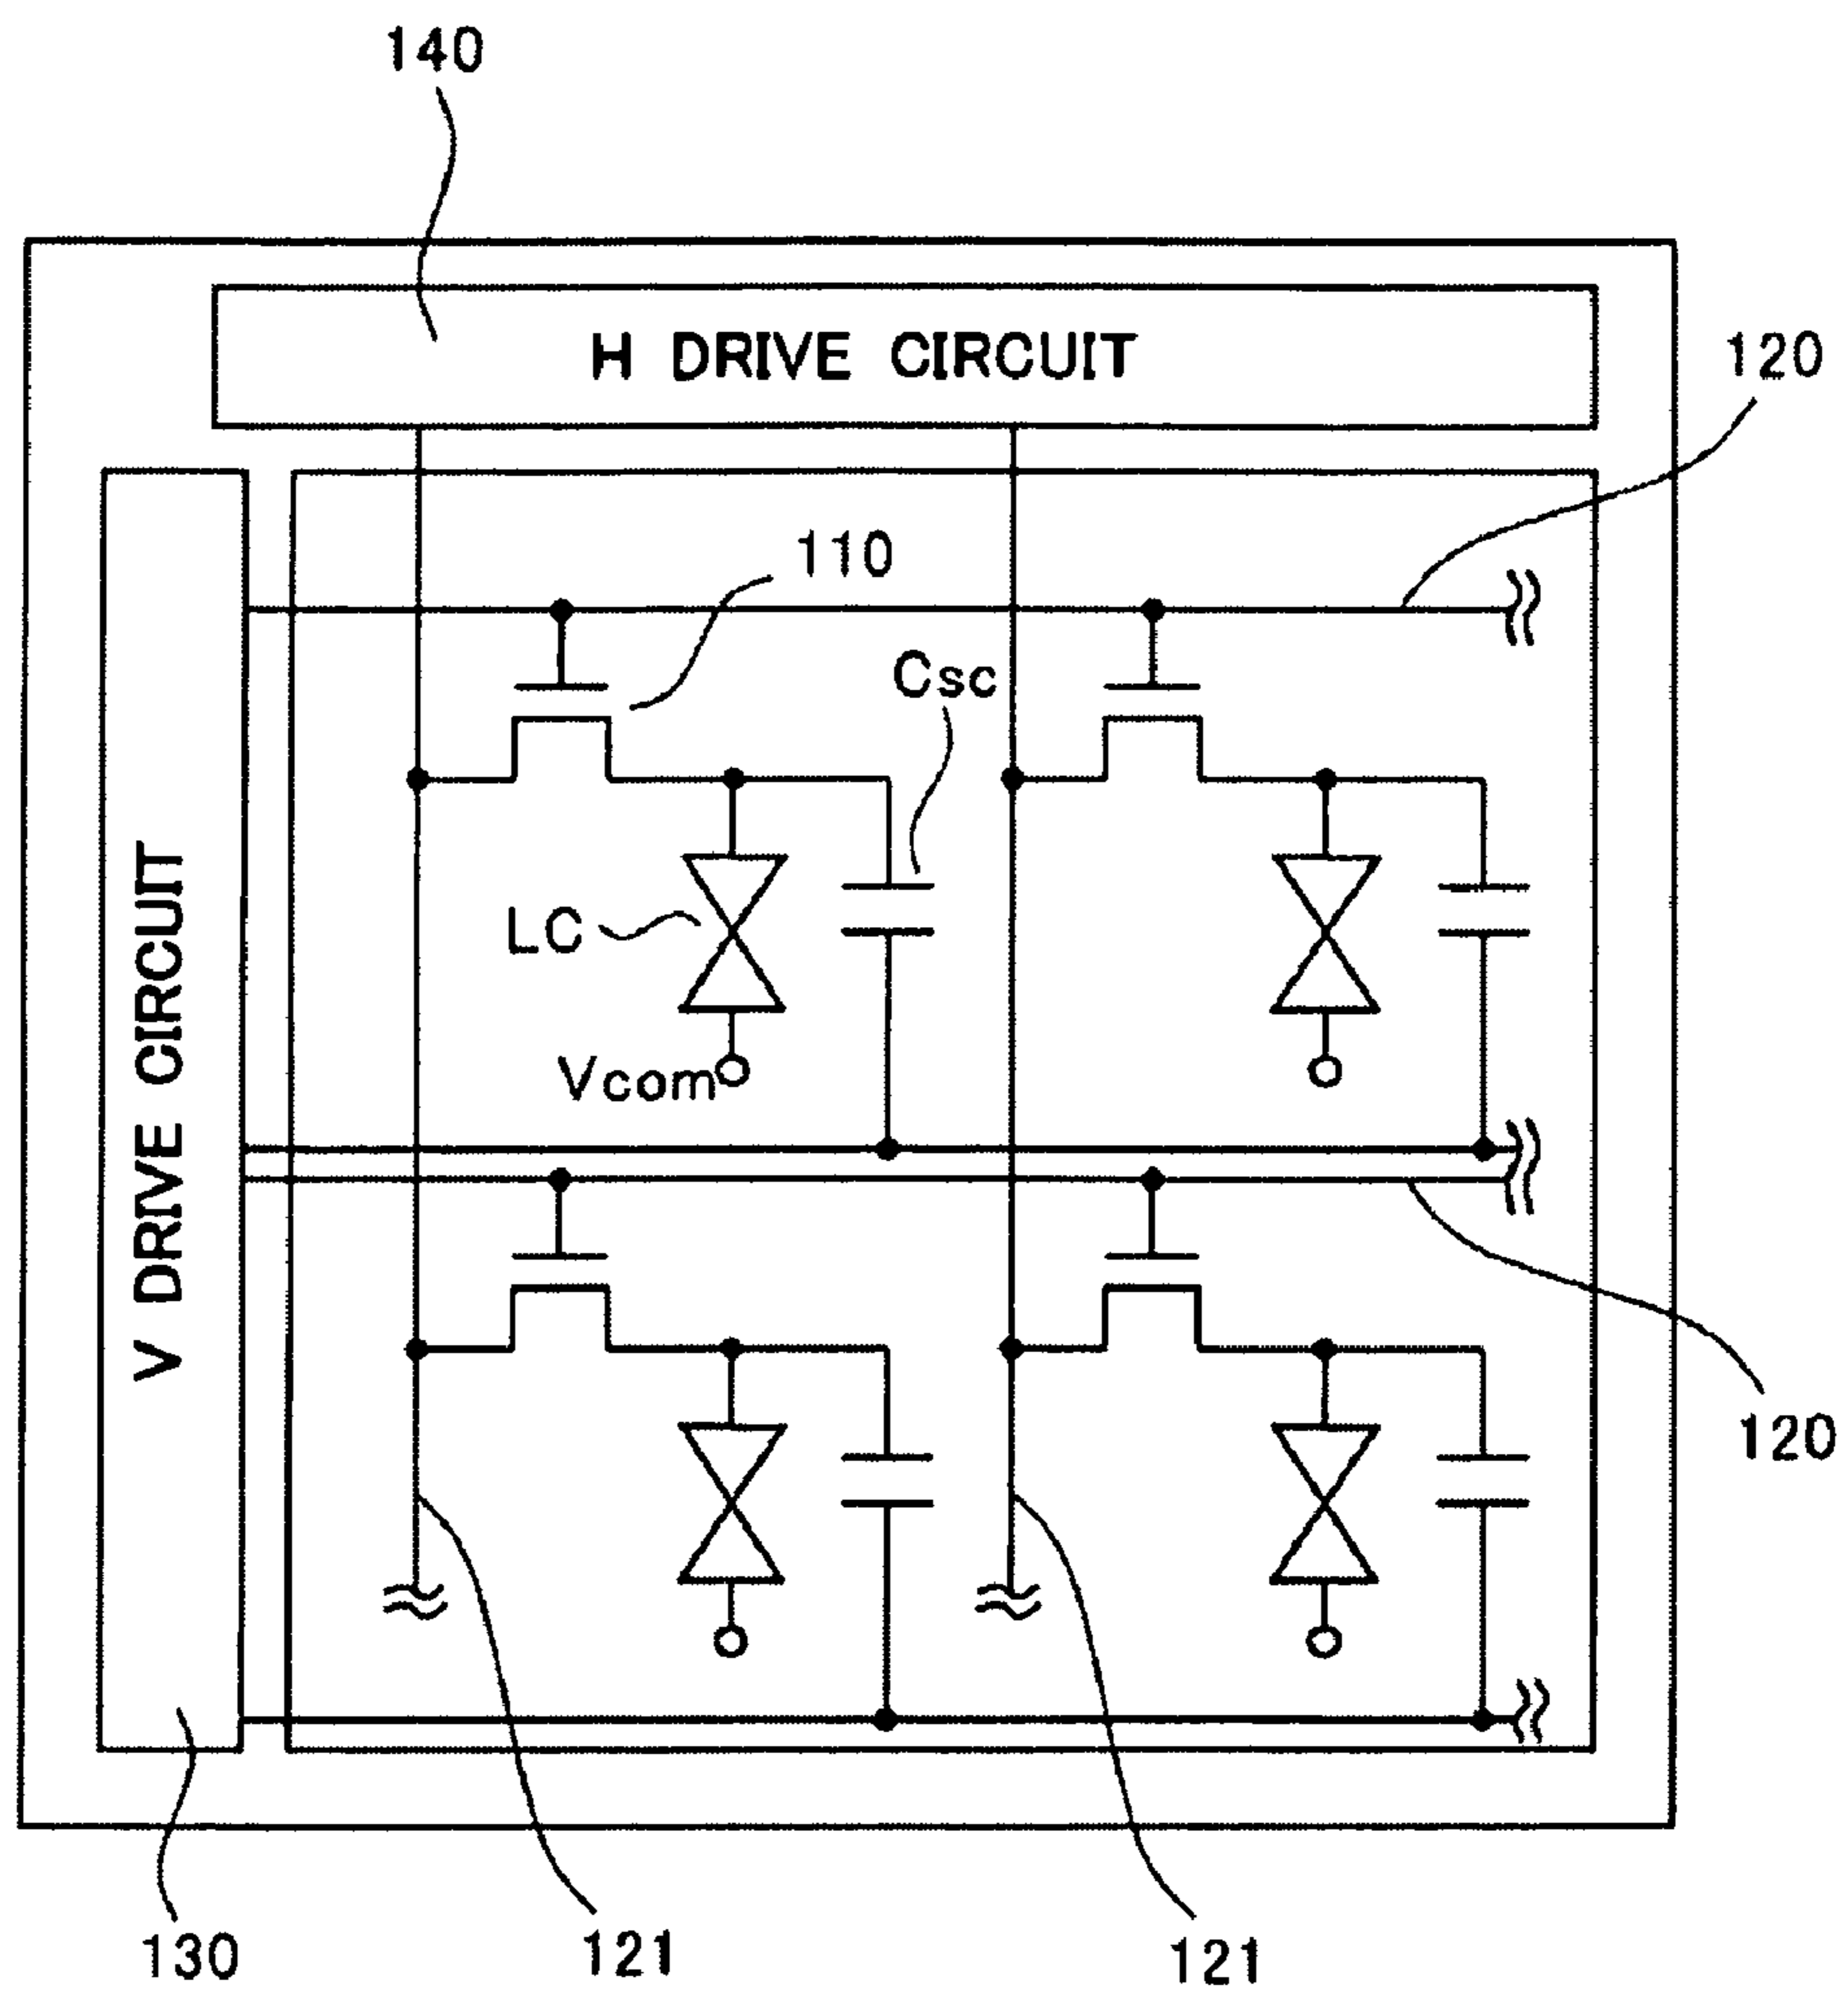 140
H DRIVE CIRCUIT
120
110
Csc
LC
Vcom
V DRIVE CIRCUIT
120
130
121
121